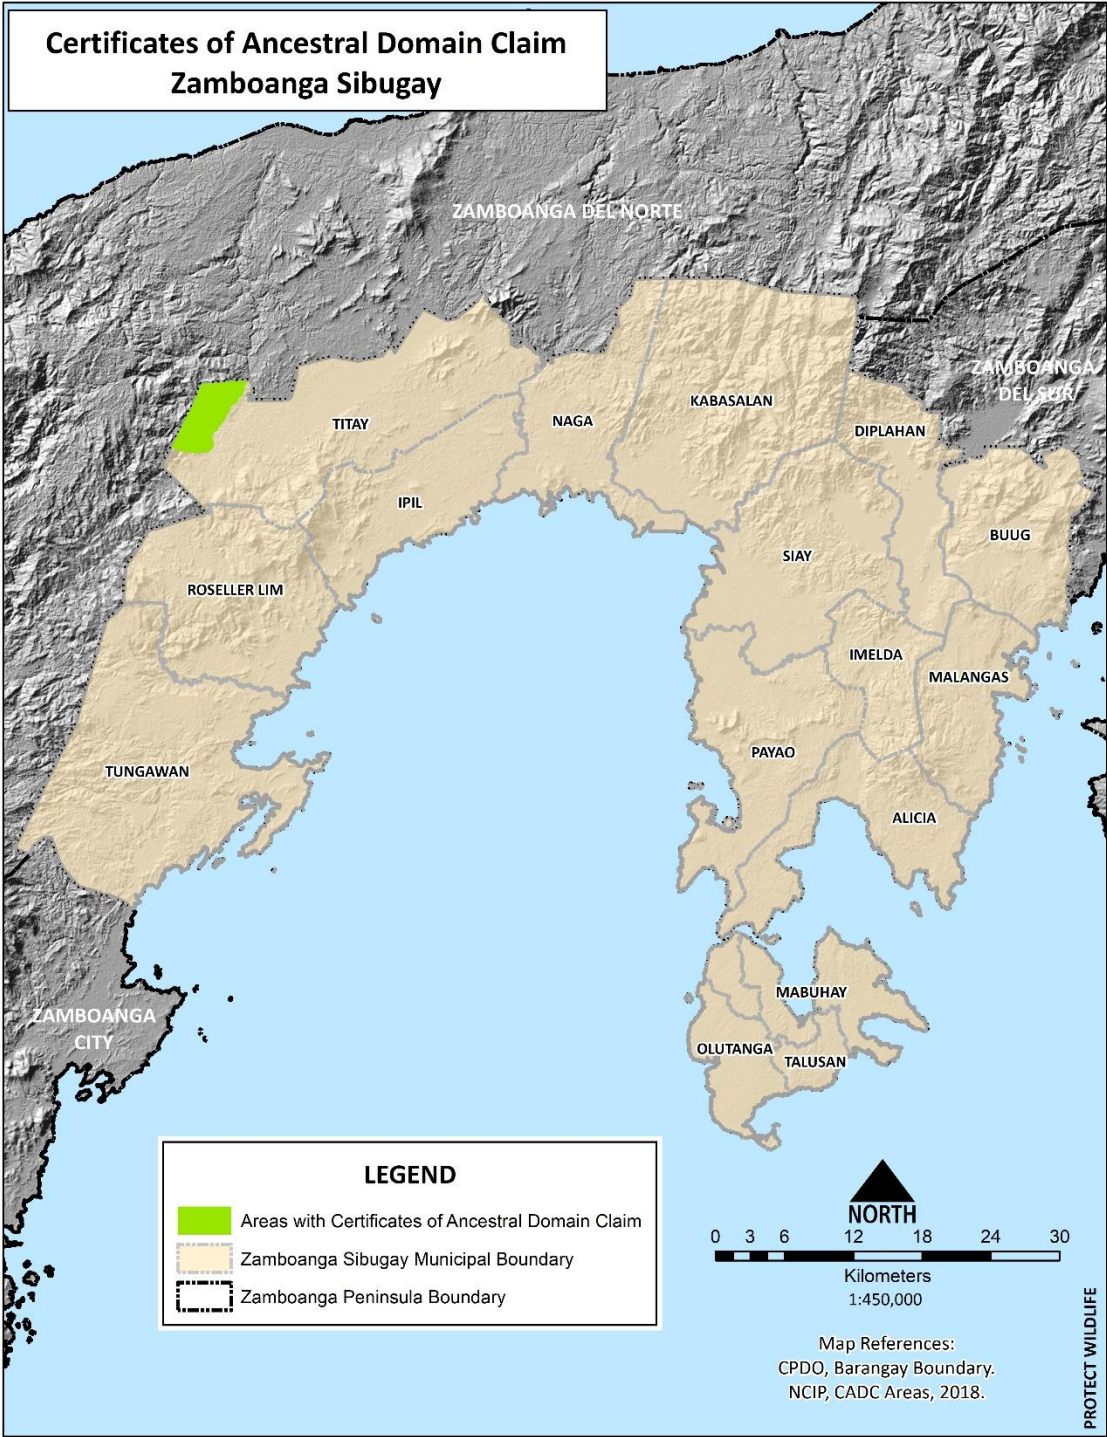 Certificates of Ancestral Domain Claim
Zamboanga Sibugay
ZAMBOANGA DEL NORTE
ZAMBOANGA
DEL SUR
KABASALAN
NAGA
TITAY
DIPLAHAN
IPIL
BUUG
SIAY
ROSELLER LIM
IMELDA
MALANGAS
PAYAO
TUNGAWAN
ALICIA
MABUHAY
ZAMBOANGA
CITY
OLUTANGA
TALUSAN
LEGEND
Areas with Certificates of Ancestral Domain Claim
Zamboanga Sibugay Municipal Boundary
Zamboanga Peninsula Boundary
NORTH
0 3 6 12 18 24 30
Kilometers
1:450,000
Map References:
CPDO, Barangay Boundary.
NCIP, CADC Areas, 2018.
PROTECT WILDLIFE